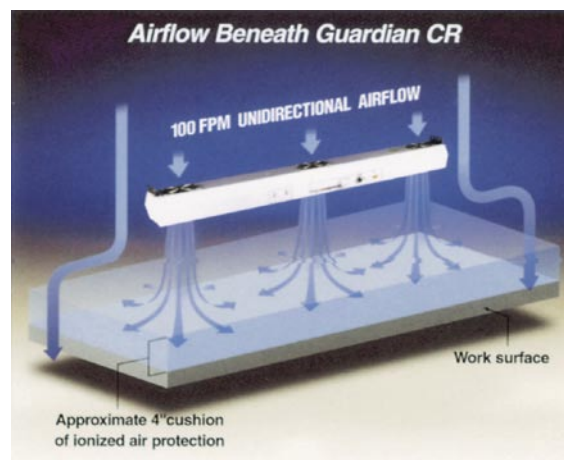 Airflow Beneath Guardian CR
100 FPM UNIDIRECTIONAL AIRFLOW
Work surface
Approximate 4"cushion
of ionized air protection